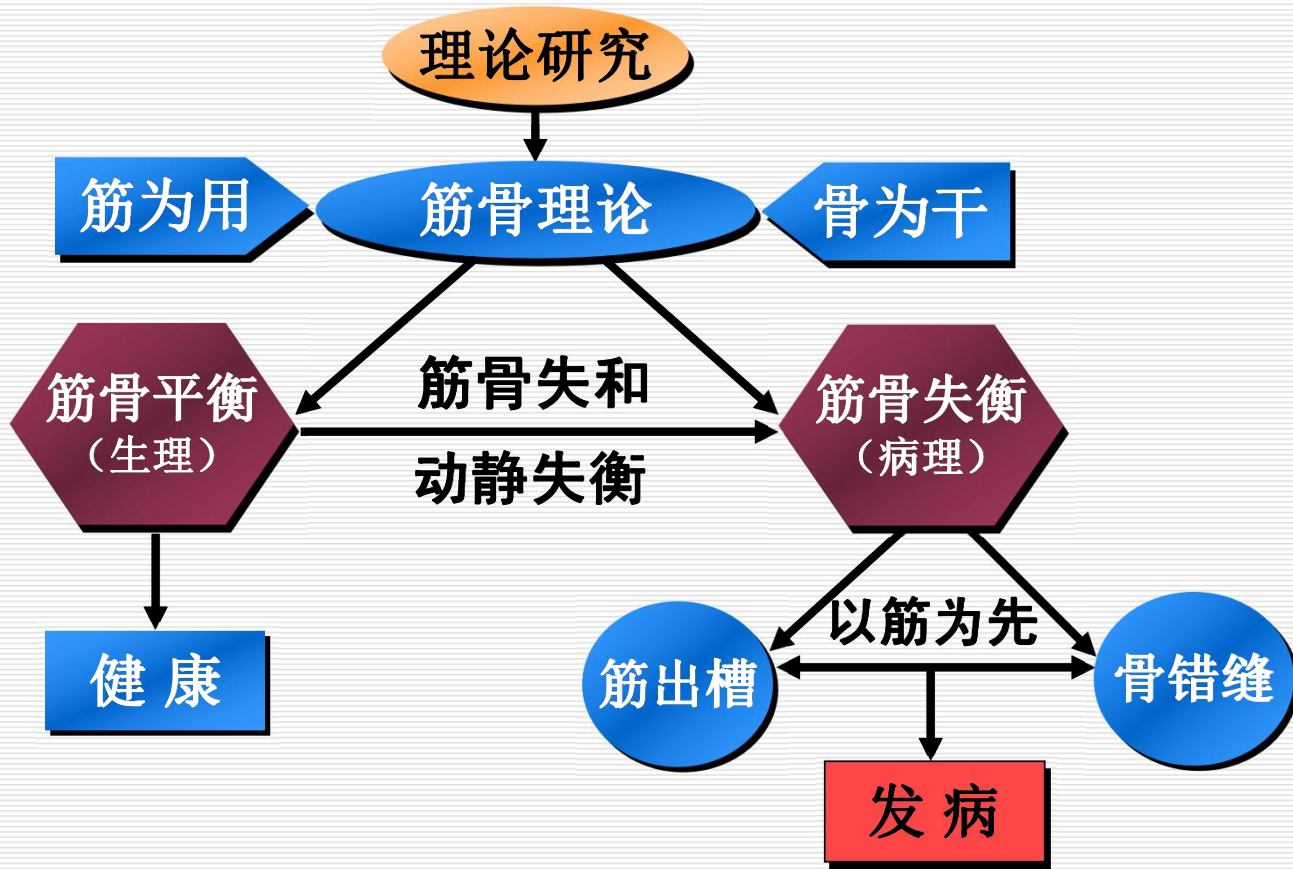 理论研究
筋为用
筋骨理论
骨为干
筋骨平衡
（生理）
筋骨失和
动静失衡
筋骨失衡
（病理）
健 康
筋出槽
以筋为先
骨错缝
发 病